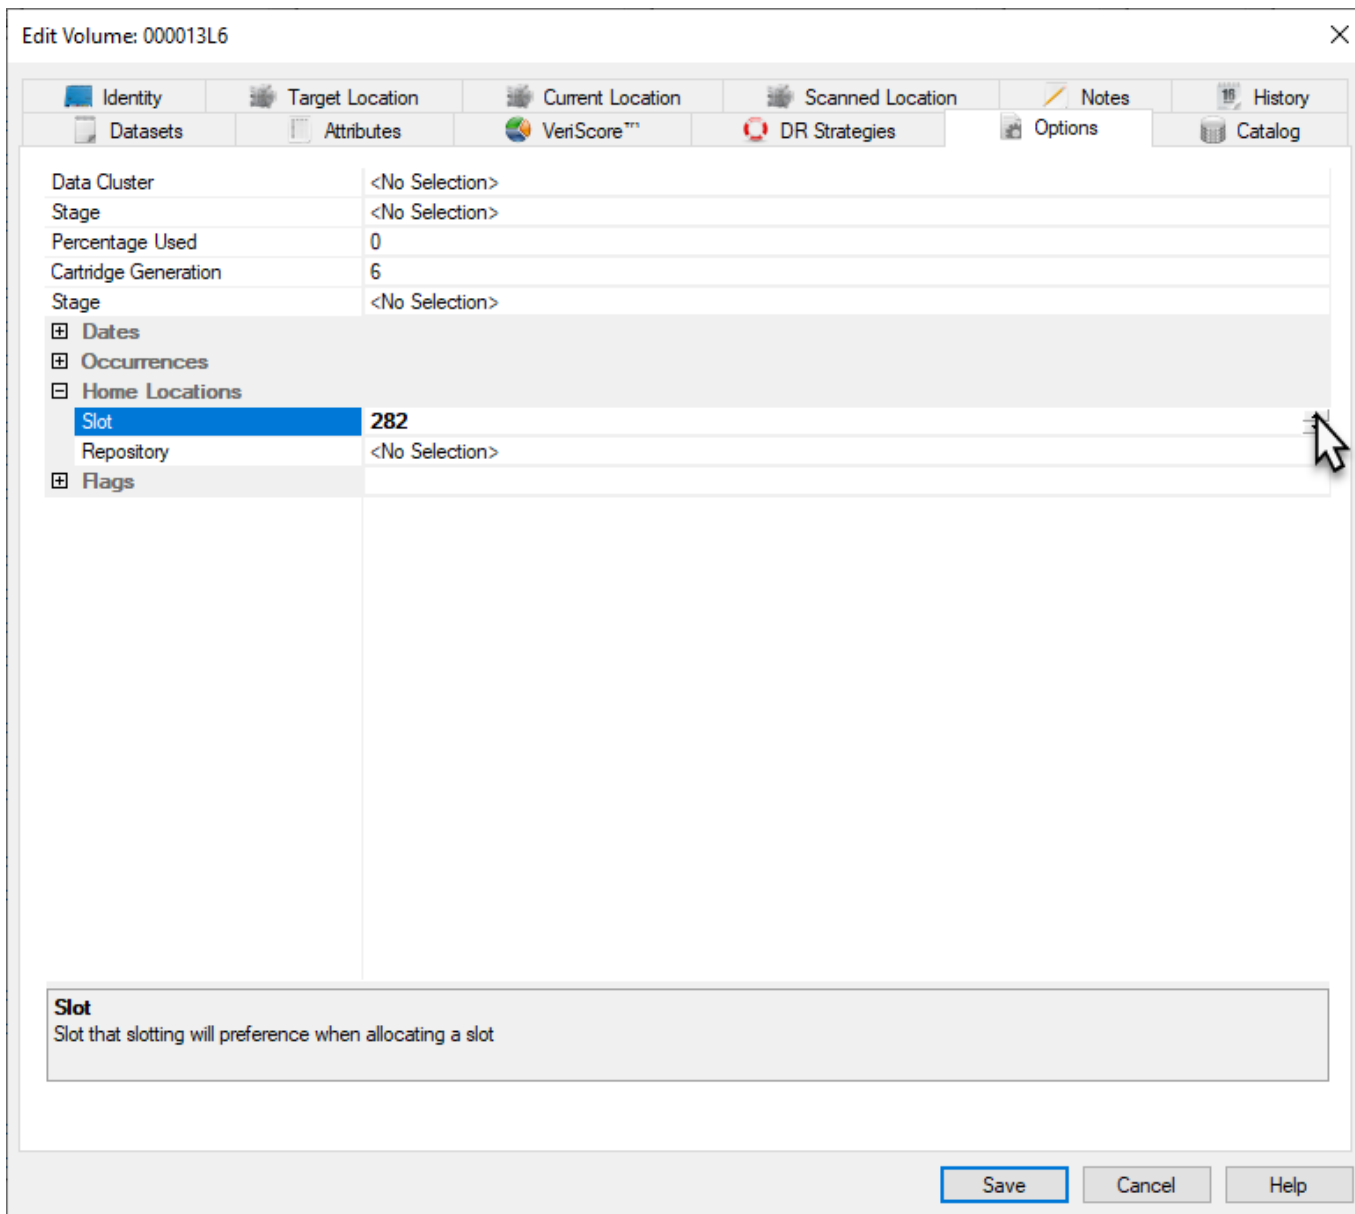 Edit Volume: 000013L6
Identity Target Location Current Location Scanned Location Notes 16 History
Datasets Attributes VeriScore™ DR Strategies Options Catalog
Data Cluster <No Selection>
Stage <No Selection>
Percentage Used 0
Cartridge Generation 6
Stage <No Selection>
Dates
Occurrences
Home Locations
Slot 282
Repository <No Selection>
Flags
Slot
Slot that slotting will preference when allocating a slot
Save Cancel Help